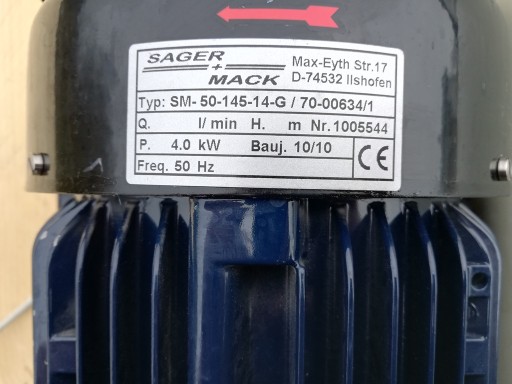 SAGER
+
MACK
Max-Eyth Str.17
D-74532 Ilshofen
Typ: SM- 50-145-14-G / 70-00634/1
Q. l/ min H. m Nr. 1005544
P. 4.0 kW Bauj. 10/10
Freq. 50 Hz
CE